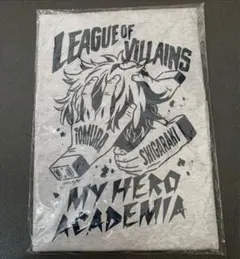 LEAGUE OF VILLAINS
TOMURA
SHIGARAKI
MY HERO
ACADEMIA